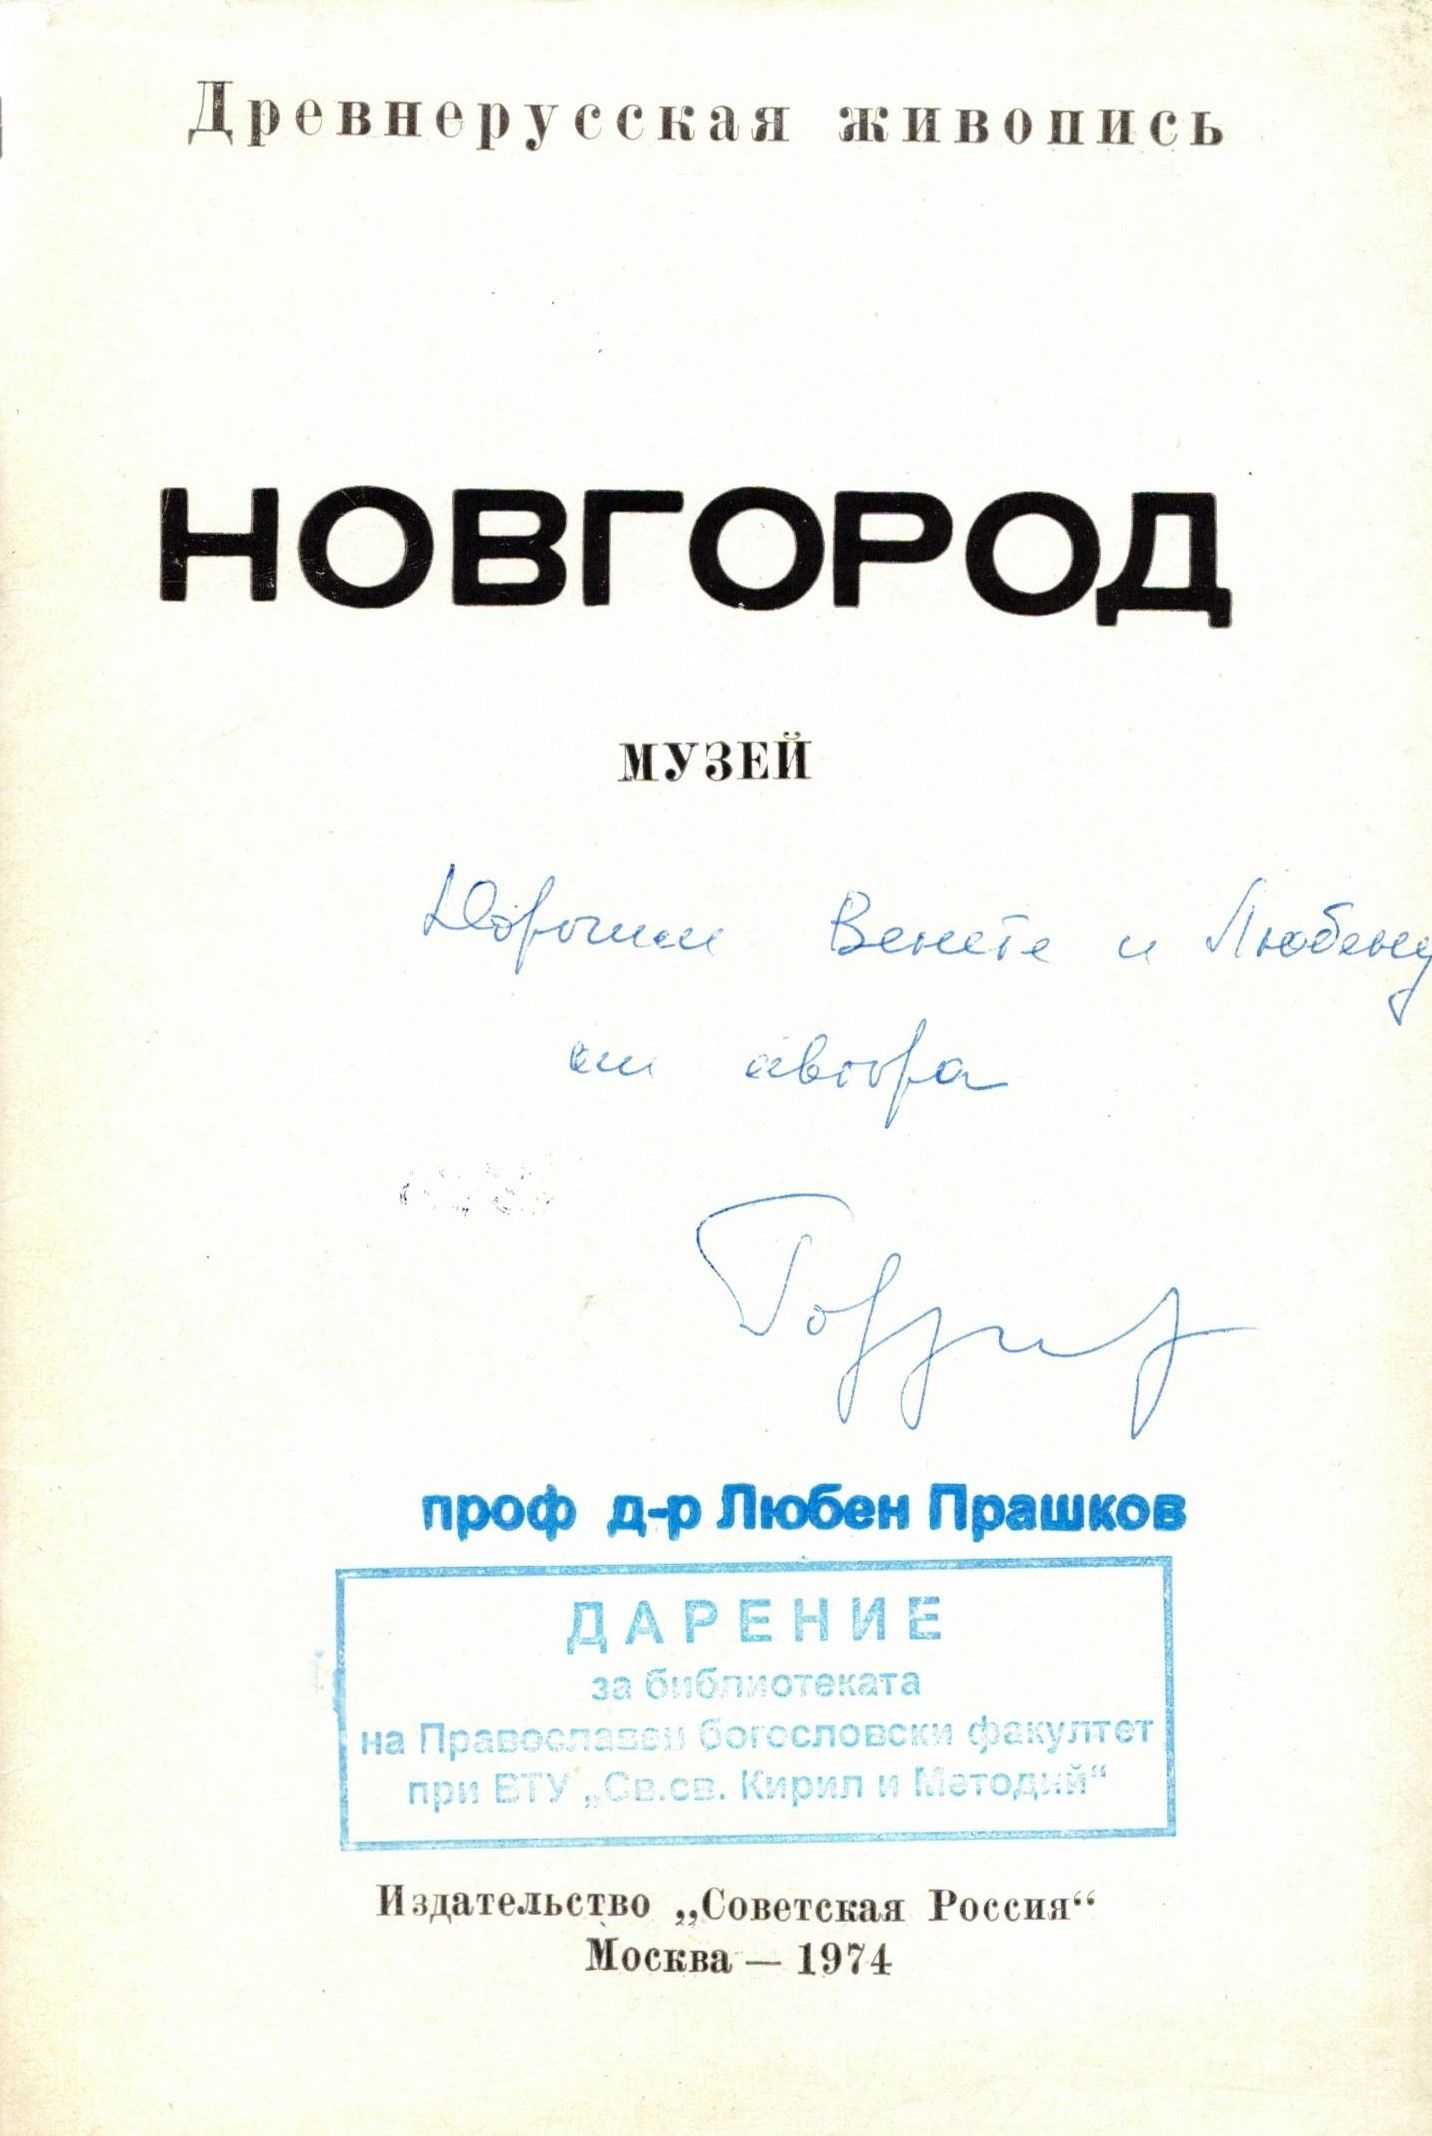 Древнерусская живопись
НОВГОРОД
МУЗЕЙ
Дорогим Венете и Любену
от автора
проф д-р Любен Прашков
ДАРЕНИЕ
за библиотеката
на Православен богословски факултет
при ВТУ „Св.св. Кирил и Методий“
Издательство „Советская Россия“
Москва — 1974